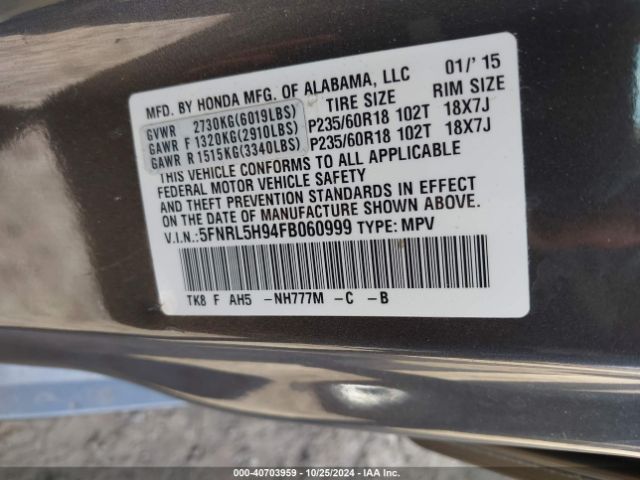 MFD. BY HONDA MFG. OF ALABAMA, LLC 01/'15
GVWR 2730KG(6019LBS) TIRE SIZE RIM SIZE
GAWR F 1320KG(2910LBS) P235/60R18 102T 18X7J
GAWR R 1515KG(3340LBS) P235/60R18 102T 18X7J
THIS VEHICLE CONFORMS TO ALL APPLICABLE
FEDERAL MOTOR VEHICLE SAFETY
AND THEFT PREVENTION STANDARDS IN EFFECT
ON THE DATE OF MANUFACTURE SHOWN ABOVE.
V.I.N.:5FNRL5H94FB060999 TYPE: MPV
TK8 F AH5 -NH777M -C -B
000-40703959 • 10/25/2024 • IAA Inc.